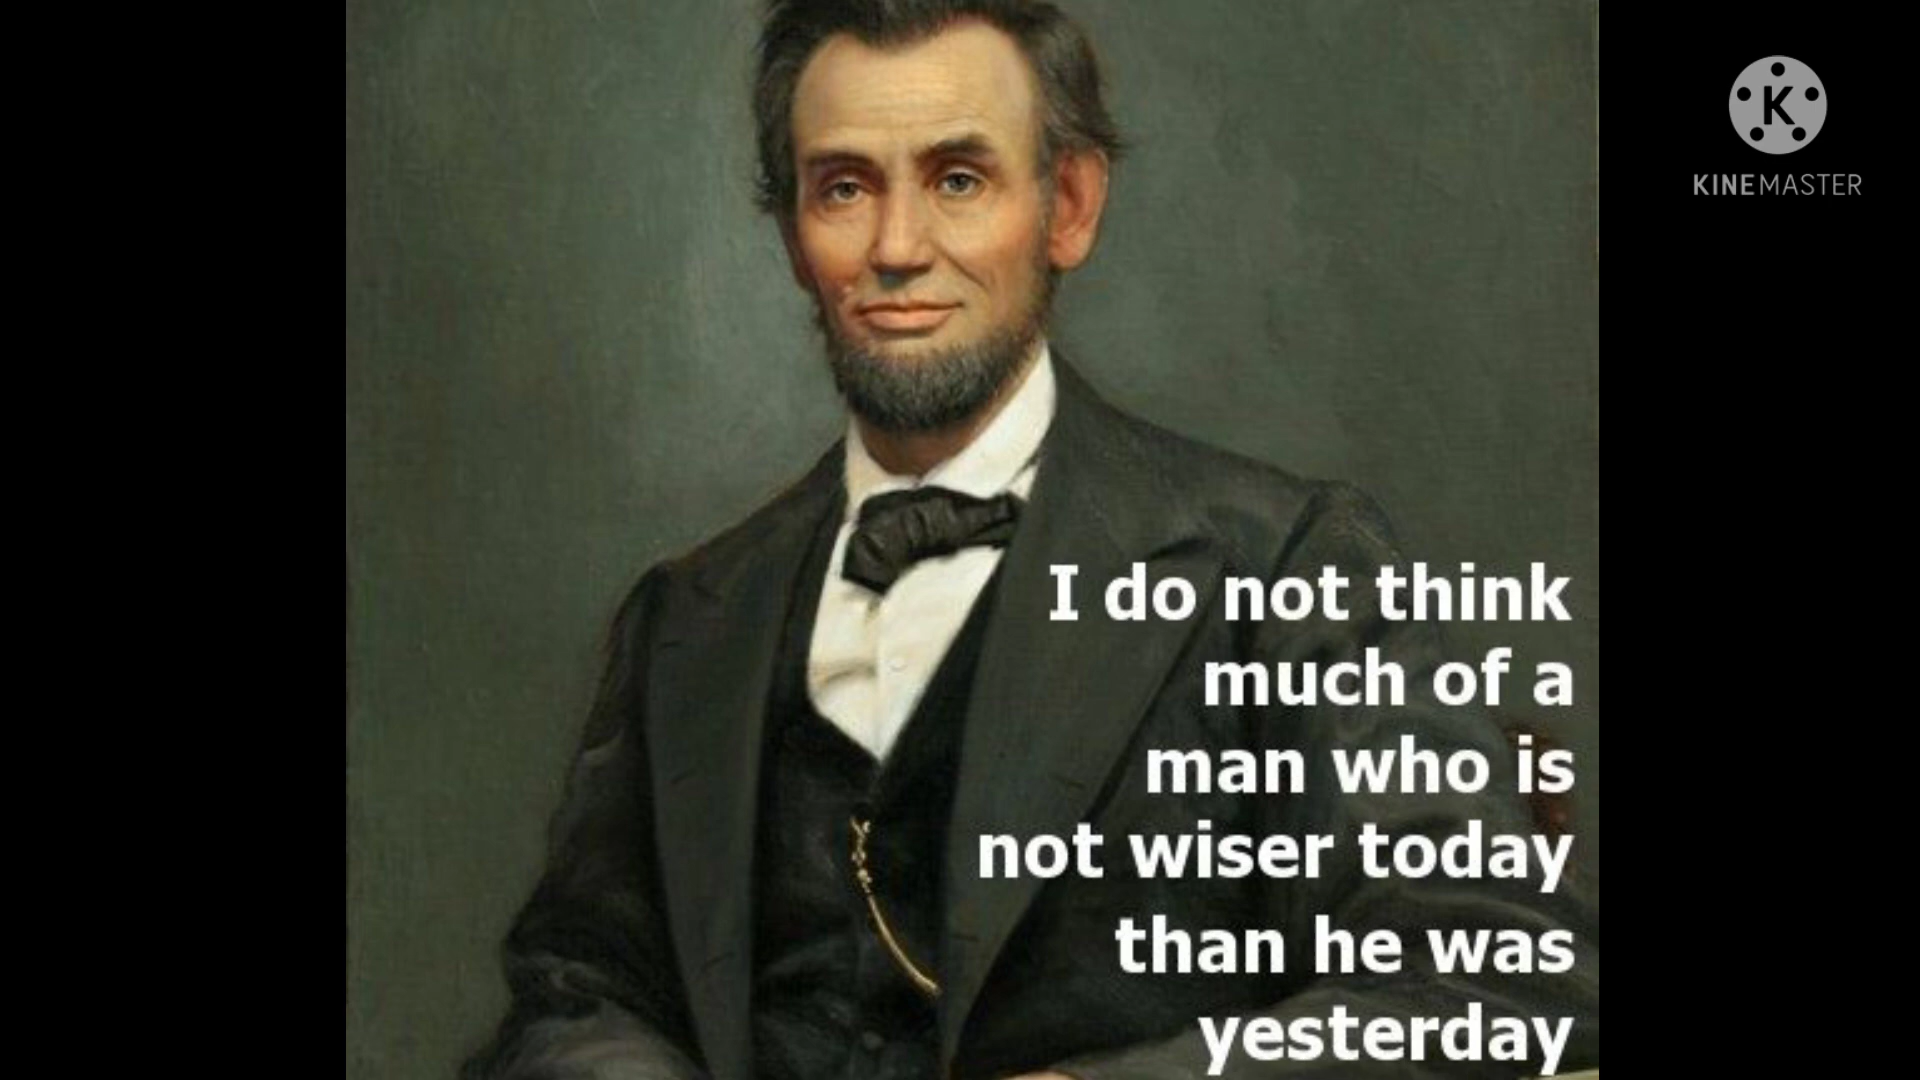 K
KINEMASTER
I do not think
much of a
man who is
not wiser today
than he was
yesterday